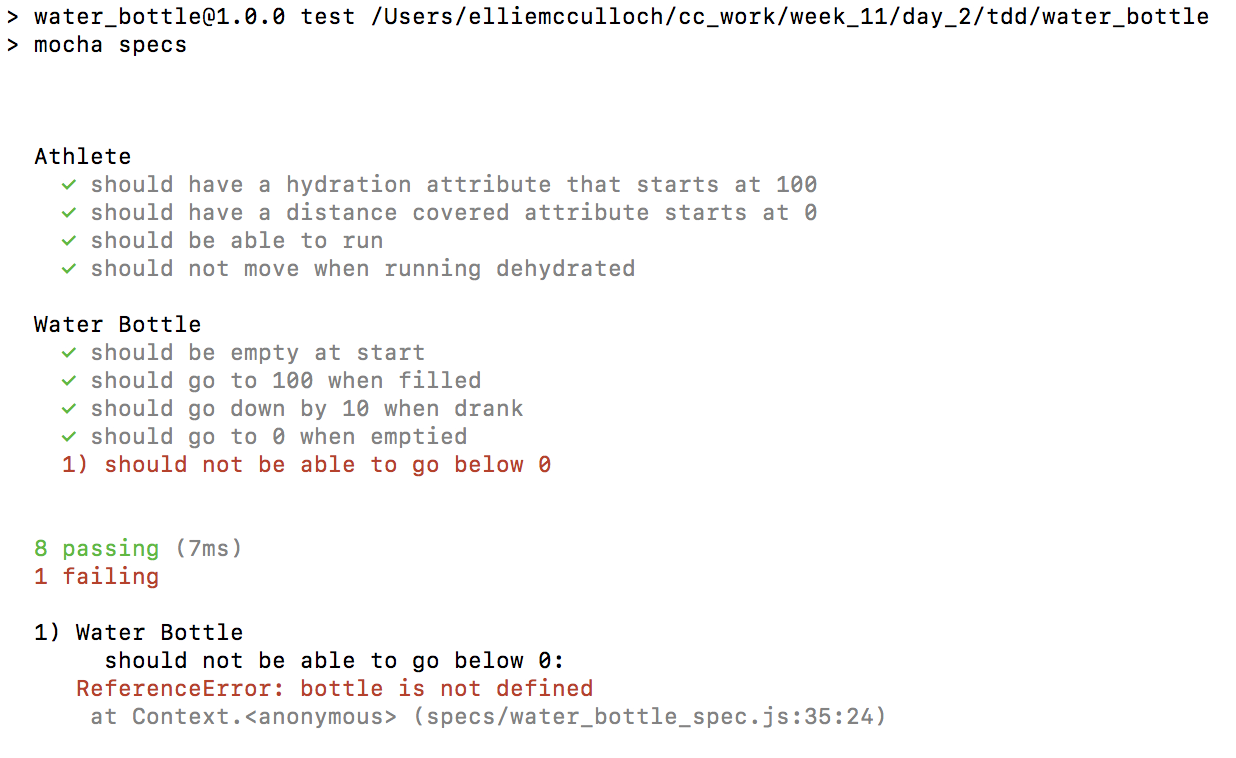 > water_bottle@1.0.0 test /Users/elliemcculloch/cc_work/week_11/day_2/tdd/water_bottle
> mocha specs
Athlete
✓ should have a hydration attribute that starts at 100
✓ should have a distance covered attribute starts at 0
✓ should be able to run
✓ should not move when running dehydrated
Water Bottle
✓ should be empty at start
✓ should go to 100 when filled
✓ should go down by 10 when drank
✓ should go to 0 when emptied
1) should not be able to go below 0
8 passing (7ms)
1 failing
1) Water Bottle
should not be able to go below 0:
ReferenceError: bottle is not defined
at Context.<anonymous> (specs/water_bottle_spec.js:35:24)